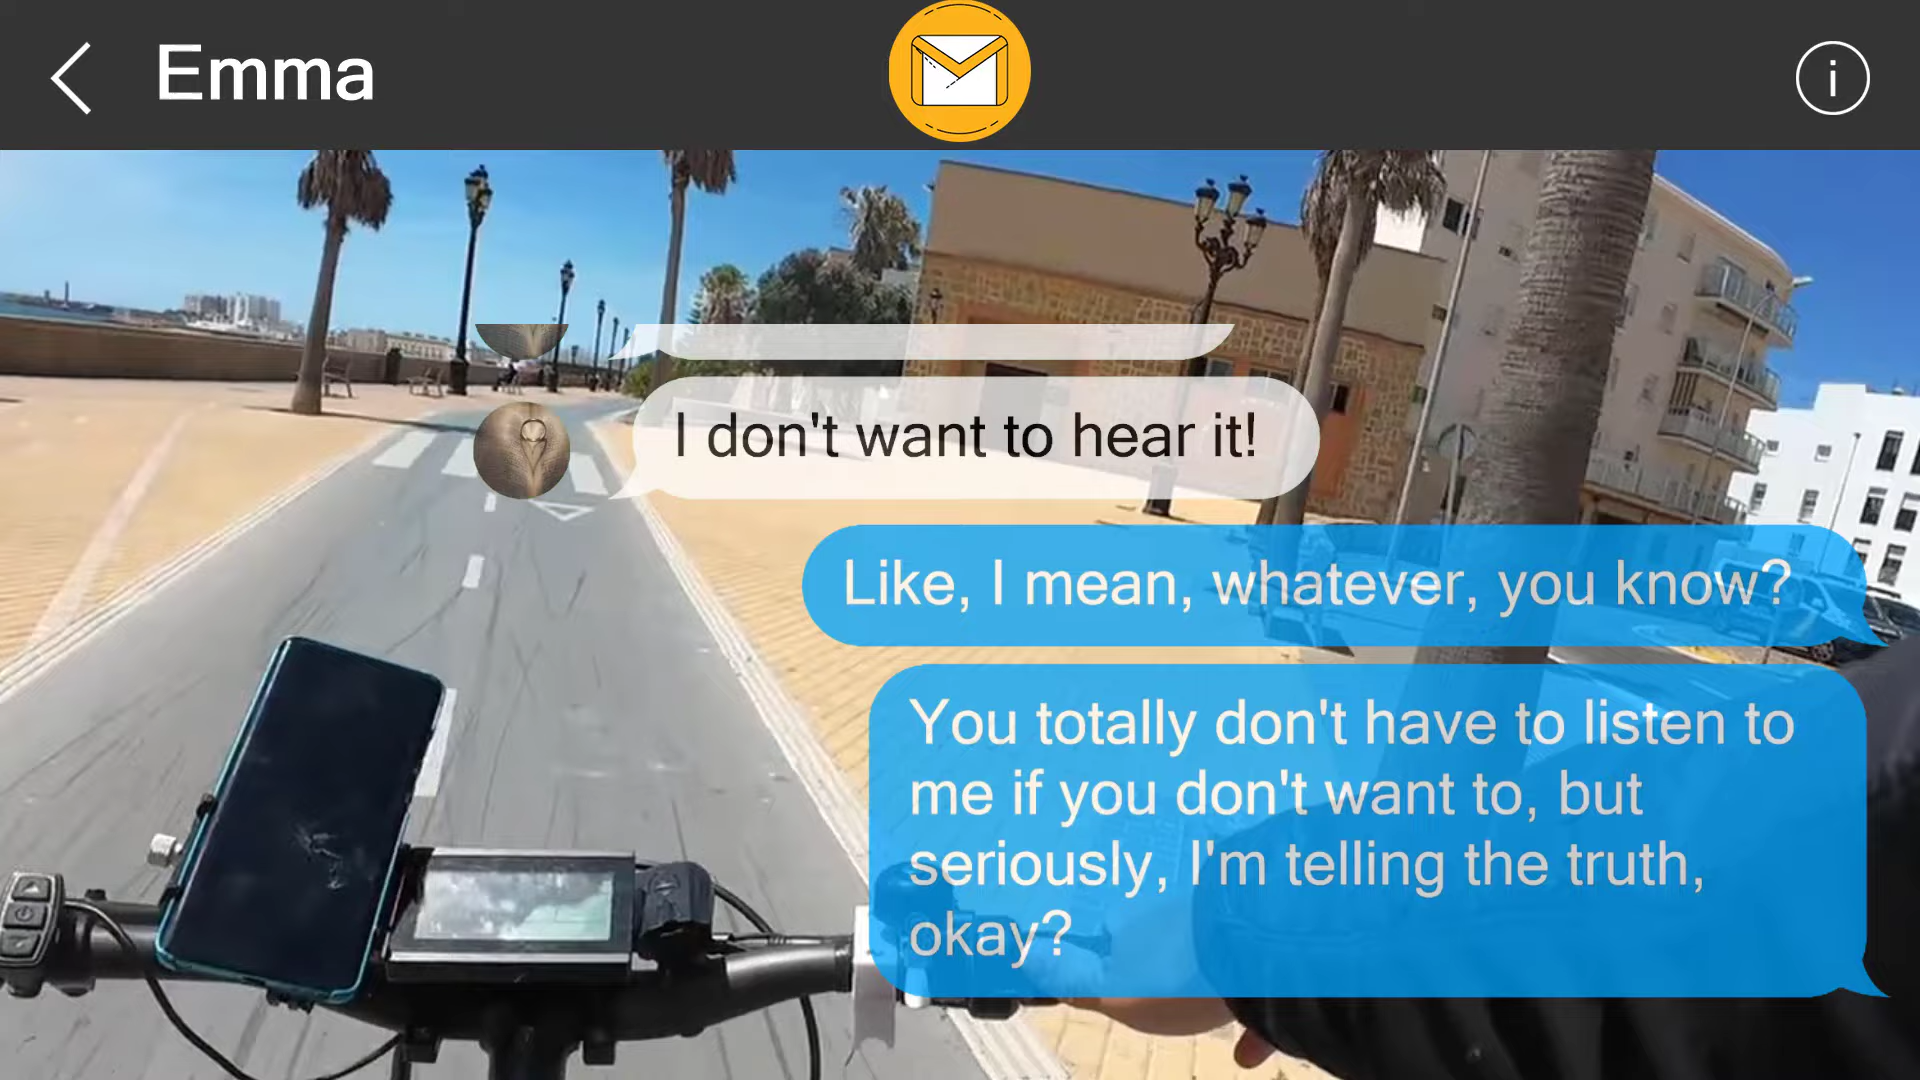 Emma
I don't want to hear it!
Like, I mean, whatever, you know?
You totally don't have to listen to
me if you don't want to, but
seriously, I'm telling the truth,
okay?